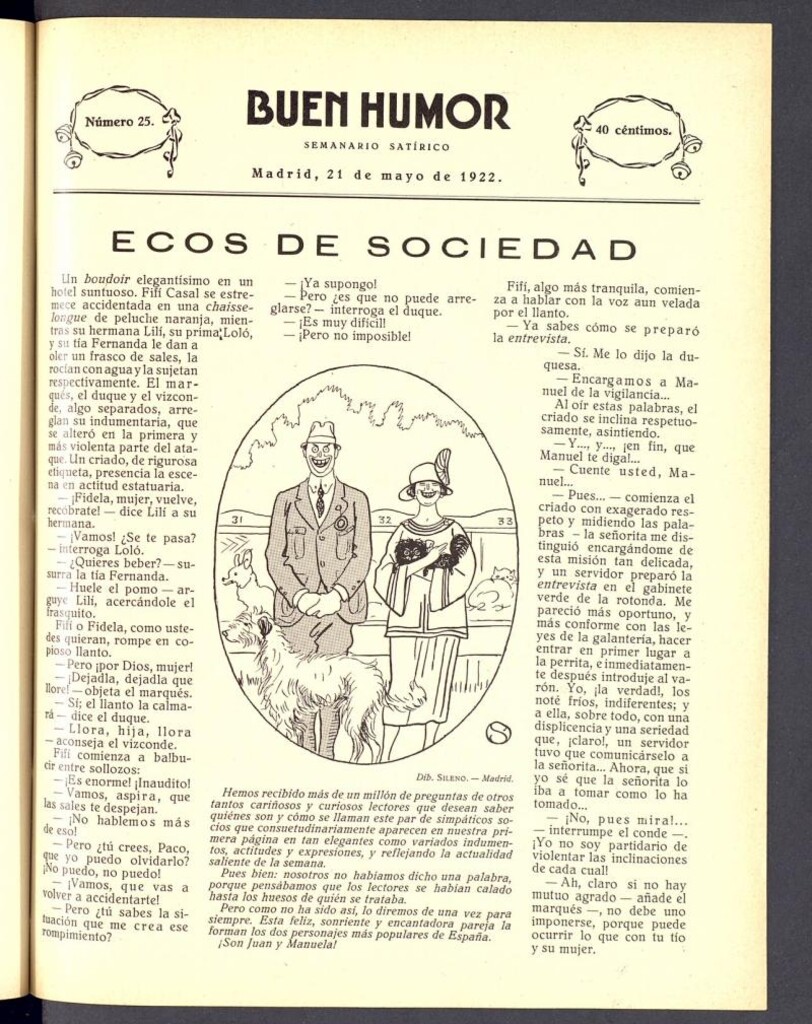 Número 25.
BUEN HUMOR
SEMANARIO SATÍRICO
Madrid, 21 de mayo de 1922.
40 céntimos.
ECOS DE SOCIEDAD
Un boudoir elegantísimo en un
hotel suntuoso. Fifí Casal se estre-
mece accidentada en una chaisse-
longue de peluche naranja, mien-
tras su hermana Lilí, su prima Loló,
y su tía Fernanda le dan a
oler un frasco de sales, la
rocían con agua y la sujetan
respectivamente. El mar-
qués, el duque y el vizcon-
de, algo separados, arre-
glan su indumentaria, que
se alteró en la primera y
más violenta parte del ata-
que. Un criado, de rigurosa
etiqueta, presencia la esce-
na en actitud estatuaria.
— ¡Fidela, mujer, vuelve,
recóbrate! — dice Lilí a su
hermana.
— ¡Vamos! ¿Se te pasa?
— interroga Loló.
— ¿Quieres beber? — su-
surra la tía Fernanda.
— Huele el pomo — ar-
guye Lilí, acercándole el
frasquito.
Fifí o Fidela, como uste-
des quieran, rompe en co-
pioso llanto.
— Pero ¡por Dios, mujer!
— ¡Dejadla, dejadla que
llore! — objeta el marqués.
— Sí; el llanto la calma-
rá — dice el duque.
— Llora, hija, llora
— aconseja el vizconde.
Fifí comienza a balbu-
cir entre sollozos:
— ¡Es enorme! ¡Inaudito!
— Vamos, aspira, que
las sales te despejan.
— ¡No hablemos más
de eso!
— Pero ¿tú crees, Paco,
que yo puedo olvidarlo?
¡No puedo, no puedo!
— ¡Vamos, que vas a
volver a accidentarte!
— Pero ¿tú sabes la si-
tuación que me crea ese
rompimiento?
— ¡Ya supongo!
— Pero ¿es que no puede arre-
glarse? — interroga el duque.
— ¡Es muy difícil!
— ¡Pero no imposible!
31
32
33
Dib. SILENO. — Madrid.
Hemos recibido más de un millón de preguntas de otros
tantos cariñosos y curiosos lectores que desean saber
quiénes son y cómo se llaman este par de simpáticos so-
cios que consuetudinariamente aparecen en nuestra pri-
mera página en tan elegantes como variados indumen-
tos, actitudes y expresiones, y reflejando la actualidad
saliente de la semana.
Pues bien: nosotros no habíamos dicho una palabra,
porque pensábamos que los lectores se habían calado
hasta los huesos de quién se trataba.
Pero como no ha sido así, lo diremos de una vez para
siempre. Esta feliz, sonriente y encantadora pareja la
forman los dos personajes más populares de España.
¡Son Juan y Manuela!
Fifí, algo más tranquila, comien-
za a hablar con la voz aun velada
por el llanto.
— Ya sabes cómo se preparó
la entrevista.
— Sí. Me lo dijo la du-
quesa.
— Encargamos a Ma-
nuel de la vigilancia...
Al oír estas palabras, el
criado se inclina respetuo-
samente, asintiendo.
— Y..., y..., ¡en fin, que
Manuel te diga!...
— Cuente usted, Ma-
nuel...
— Pues... — comienza el
criado con exagerado res-
peto y midiendo las pala-
bras — la señorita me dis-
tinguió encargándome de
esta misión tan delicada,
y un servidor preparó la
entrevista en el gabinete
verde de la rotonda. Me
pareció más oportuno, y
más conforme con las le-
yes de la galantería, hacer
entrar en primer lugar a
la perrita, e inmediatamen-
te después introduje al va-
rón. Yo, ¡la verdad!, los
noté fríos, indiferentes; y
a ella, sobre todo, con una
displicencia y una seriedad
que, ¡claro!, un servidor
tuvo que comunicárselo a
la señorita... Ahora, que si
yo sé que la señorita lo
iba a tomar como lo ha
tomado...
— ¡No, pues mira!...
— interrumpe el conde —.
¡Yo no soy partidario de
violentar las inclinaciones
de cada cual!
— Ah, claro si no hay
mutuo agrado — añade el
marqués —, no debe uno
imponerse, porque puede
ocurrir lo que con tu tío
y su mujer.